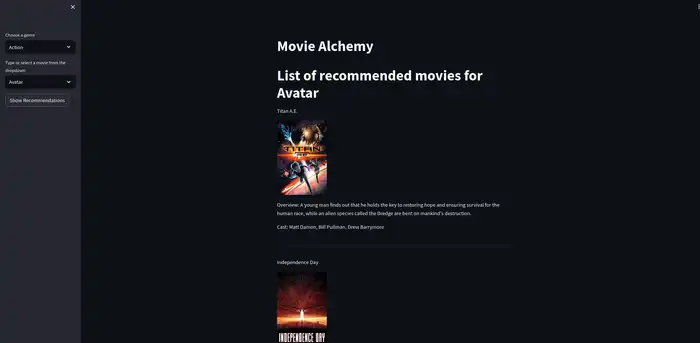 Choose a genre
Action
Type or select a movie from the
dropdown
Avatar
Show Recommendations
Movie Alchemy
List of recommended movies for
Avatar
Titan A.E.
TITAN
A.E.
Overview: A young man finds out that he holds the key to restoring hope and ensuring survival for the
human race, while an alien species called the Dredge are bent on mankind's destruction.
Cast: Matt Damon, Bill Pullman, Drew Barrymore
Independence Day
INDEPENDENCE DAY